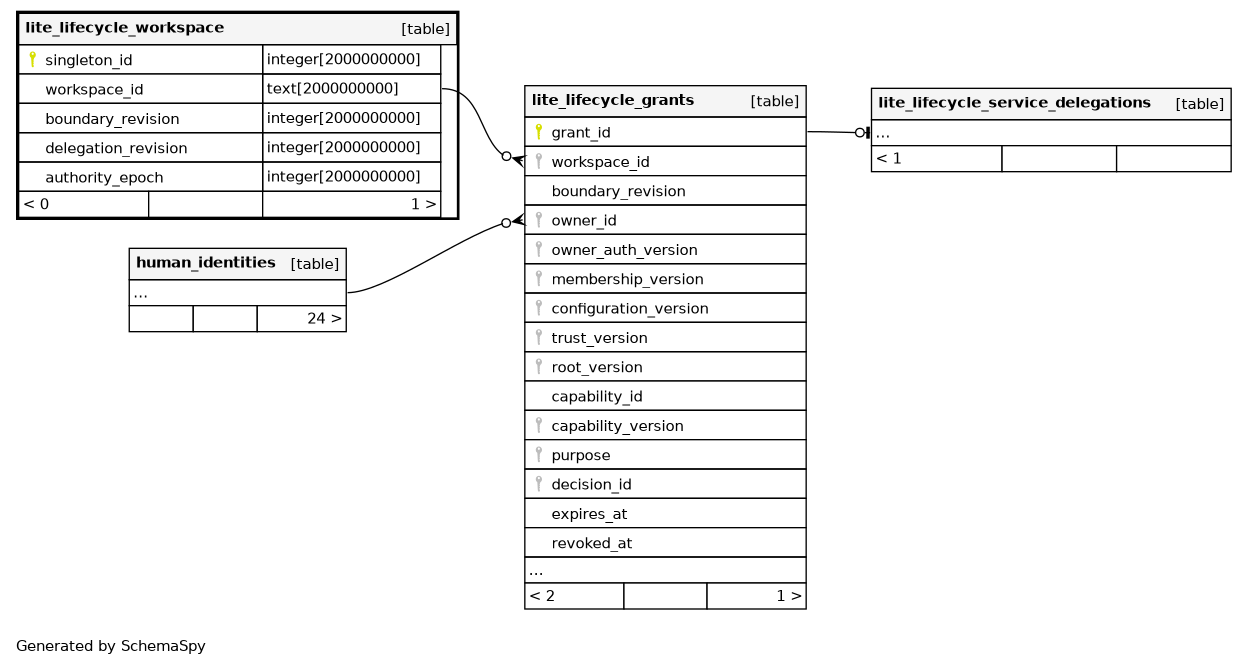 lite_lifecycle_workspace [table]
singleton_id integer[2000000000]
workspace_id text[2000000000]
boundary_revision integer[2000000000]
delegation_revision integer[2000000000]
authority_epoch integer[2000000000]
< 0 1 >
human_identities [table]
...
24 >
lite_lifecycle_grants [table]
grant_id
workspace_id
boundary_revision
owner_id
owner_auth_version
membership_version
configuration_version
trust_version
root_version
capability_id
capability_version
purpose
decision_id
expires_at
revoked_at
...
< 2 1 >
lite_lifecycle_service_delegations [table]
...
< 1
Generated by SchemaSpy